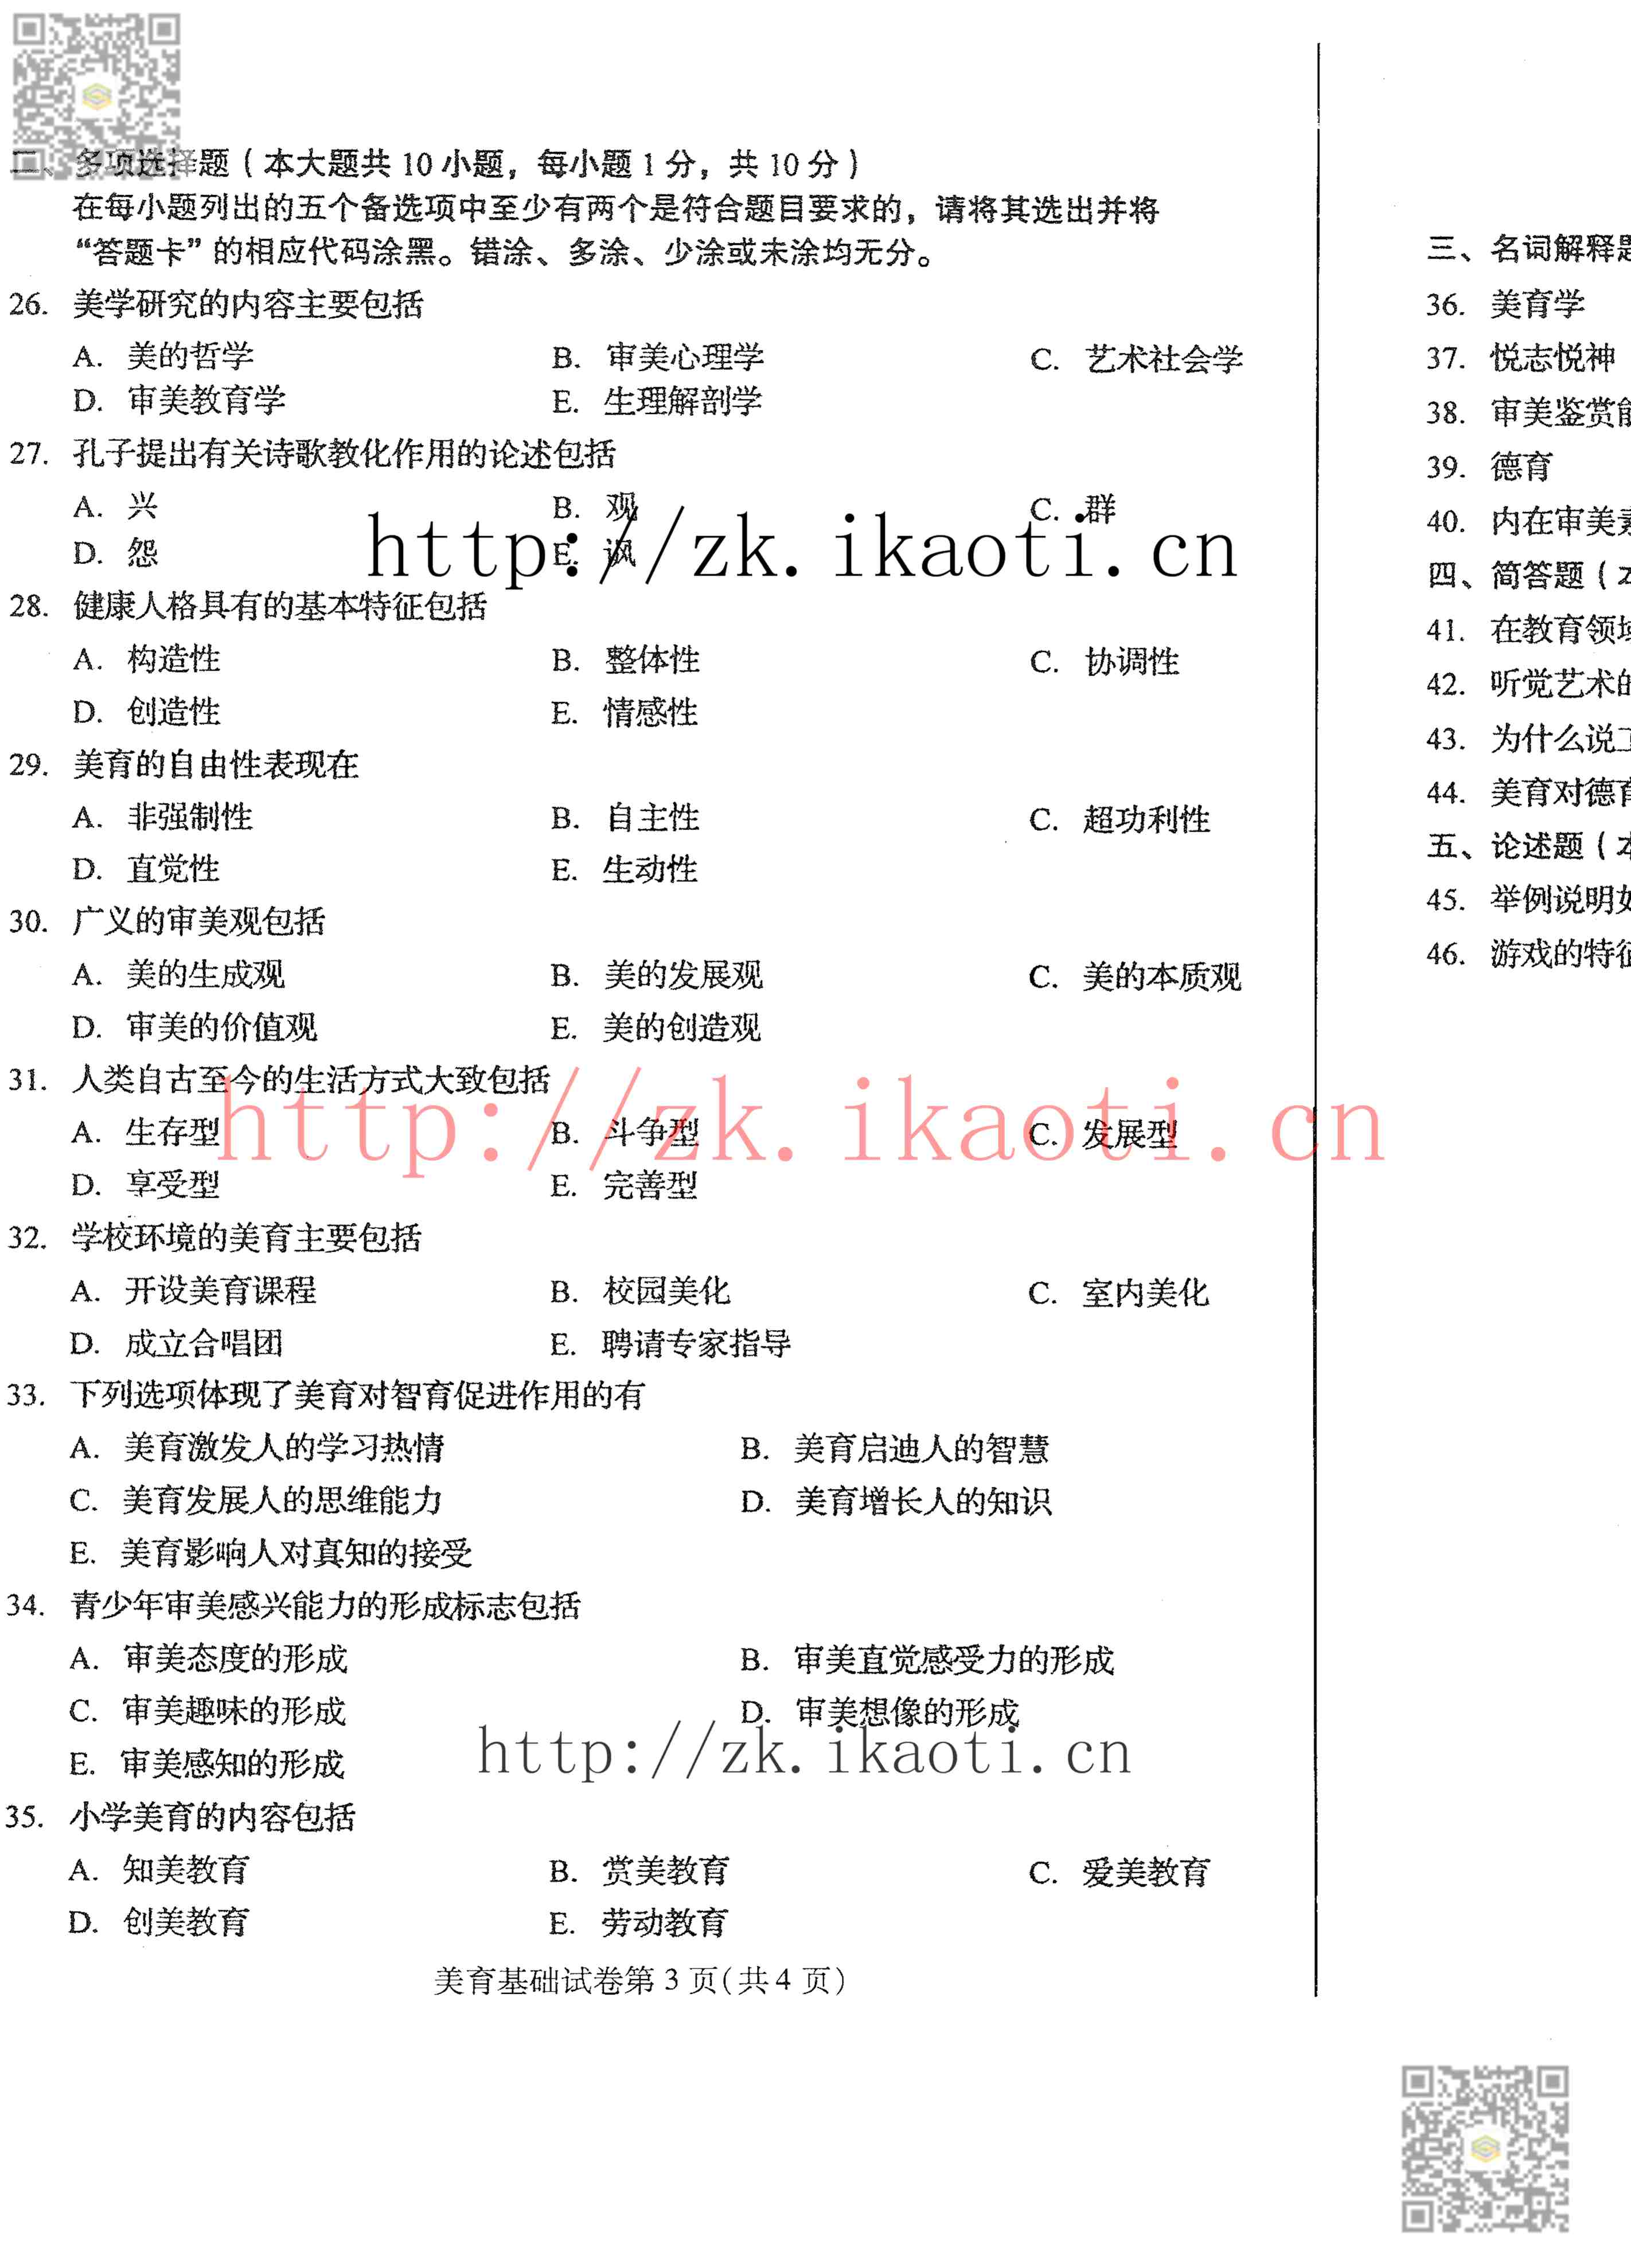 二、多项选择题(本大题共 10 小题，每小题 1 分，共 10 分)
在每小题列出的五个备选项中至少有两个是符合题目要求的，请将其选出并将
“答题卡”的相应代码涂黑。错涂、多涂、少涂或未涂均无分。
26. 美学研究的内容主要包括
A. 美的哲学 B. 审美心理学 C. 艺术社会学
D. 审美教育学 E. 生理解剖学
27. 孔子提出有关诗歌教化作用的论述包括
A. 兴 B. 观 C. 群
D. 怨 E. 讽
http://zk.ikaoti.cn
28. 健康人格具有的基本特征包括
A. 构造性 B. 整体性 C. 协调性
D. 创造性 E. 情感性
29. 美育的自由性表现在
A. 非强制性 B. 自主性 C. 超功利性
D. 直觉性 E. 生动性
30. 广义的审美观包括
A. 美的生成观 B. 美的发展观 C. 美的本质观
D. 审美的价值观 E. 美的创造观
31. 人类自古至今的生活方式大致包括
A. 生存型 B. 斗争型 C. 发展型
http://zk.ikaoti.cn
D. 享受型 E. 完善型
32. 学校环境的美育主要包括
A. 开设美育课程 B. 校园美化 C. 室内美化
D. 成立合唱团 E. 聘请专家指导
33. 下列选项体现了美育对智育促进作用的有
A. 美育激发人的学习热情 B. 美育启迪人的智慧
C. 美育发展人的思维能力 D. 美育增长人的知识
E. 美育影响人对真知的接受
34. 青少年审美感兴能力的形成标志包括
A. 审美态度的形成 B. 审美直觉感受力的形成
C. 审美趣味的形成 D. 审美想像的形成
E. 审美感知的形成
http://zk.ikaoti.cn
35. 小学美育的内容包括
A. 知美教育 B. 赏美教育 C. 爱美教育
D. 创美教育 E. 劳动教育
美育基础试卷第 3 页(共 4 页)
三、名词解释题
36. 美育学
37. 悦志悦神
38. 审美鉴赏
39. 德育
40. 内在审美
四、简答题(
41. 在教育领
42. 听觉艺术
43. 为什么说
44. 美育对德
五、论述题(
45. 举例说明
46. 游戏的特